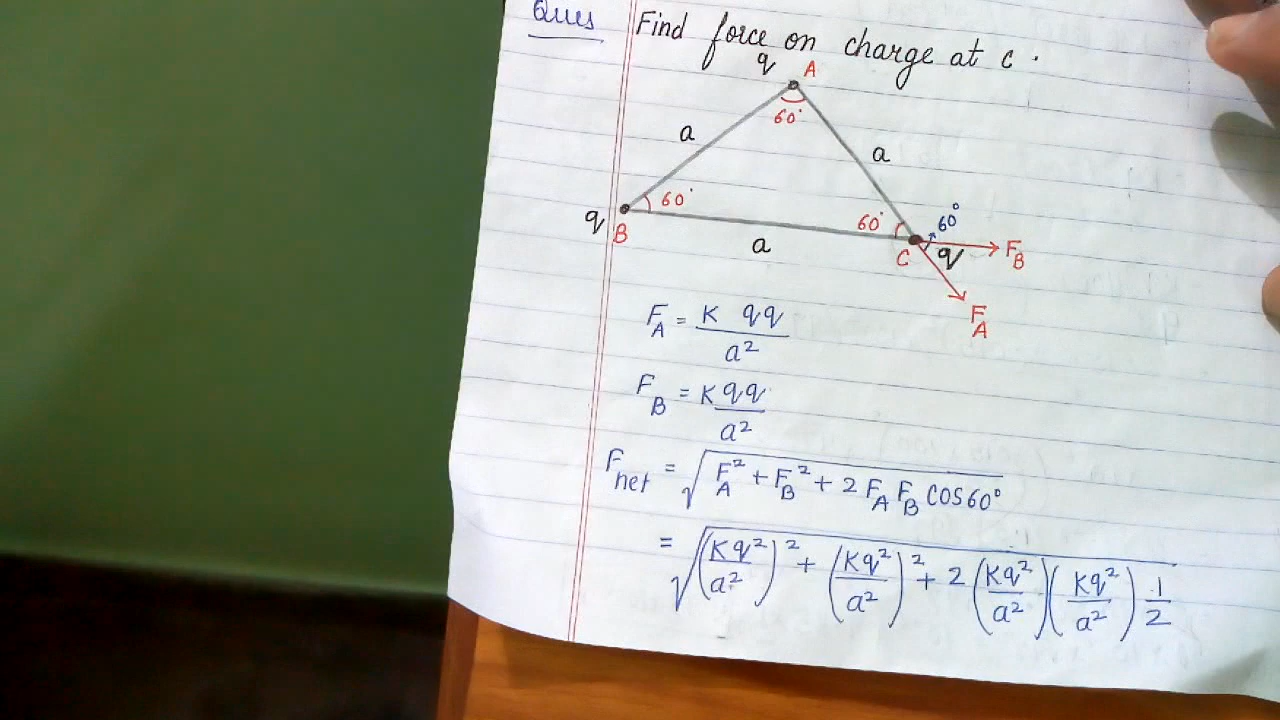 Ques
Find force on charge at c .
q A
60°
a
a
60°
60°
60°
q B
a
C q
F_B
F_A
F_A = K qq / a²
F_B = K qq / a²
F_net = √(F_A² + F_B² + 2 F_A F_B COS60°)
= √((Kq²/a²)² + (Kq²/a²)² + 2 (Kq²/a²)(Kq²/a²) 1/2)